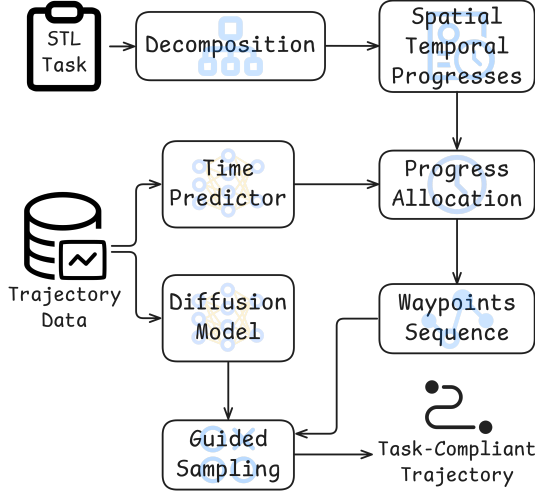 STL
Task
Decomposition
Spatial
Temporal
Progresses
Time
Predictor
Progress
Allocation
Trajectory
Data
Diffusion
Model
Waypoints
Sequence
Guided
Sampling
Task-Compliant
Trajectory